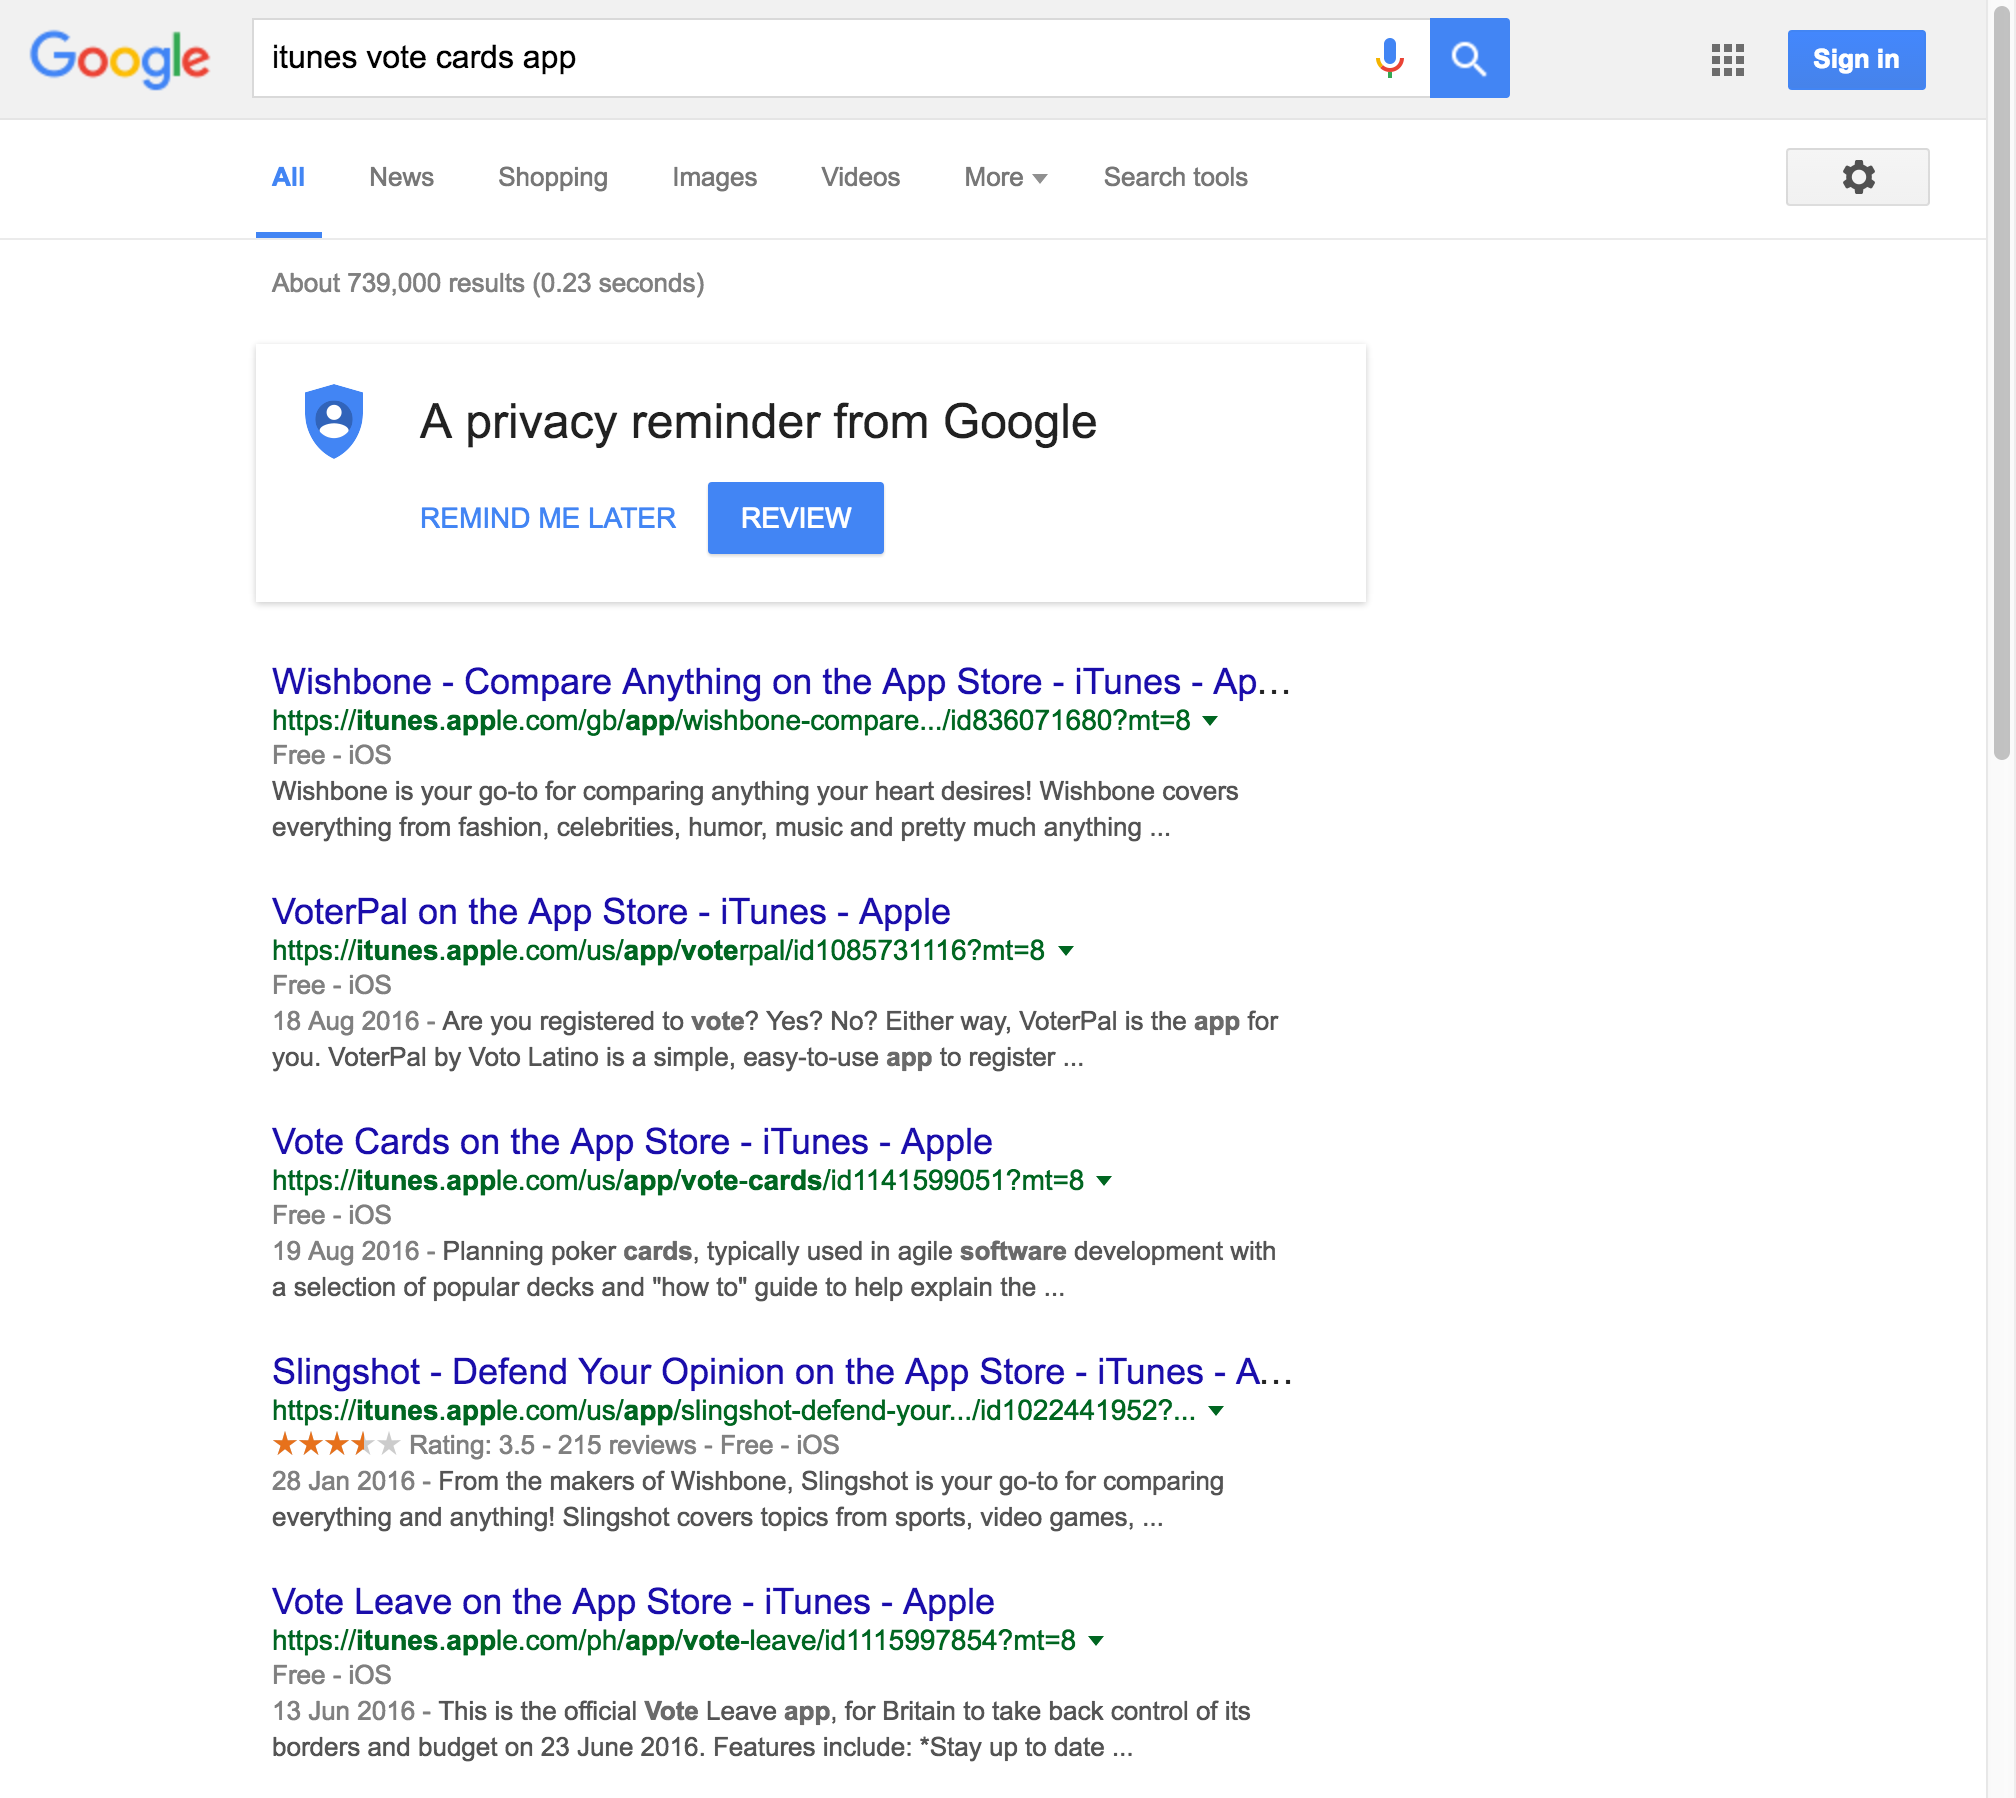 Google
itunes vote cards app
Sign in
All News Shopping Images Videos More Search tools
About 739,000 results (0.23 seconds)
A privacy reminder from Google
REMIND ME LATER REVIEW
Wishbone - Compare Anything on the App Store - iTunes - Ap...
https://itunes.apple.com/gb/app/wishbone-compare.../id836071680?mt=8
Free - iOS
Wishbone is your go-to for comparing anything your heart desires! Wishbone covers
everything from fashion, celebrities, humor, music and pretty much anything ...
VoterPal on the App Store - iTunes - Apple
https://itunes.apple.com/us/app/voterpal/id1085731116?mt=8
Free - iOS
18 Aug 2016 - Are you registered to vote? Yes? No? Either way, VoterPal is the app for
you. VoterPal by Voto Latino is a simple, easy-to-use app to register ...
Vote Cards on the App Store - iTunes - Apple
https://itunes.apple.com/us/app/vote-cards/id1141599051?mt=8
Free - iOS
19 Aug 2016 - Planning poker cards, typically used in agile software development with
a selection of popular decks and "how to" guide to help explain the ...
Slingshot - Defend Your Opinion on the App Store - iTunes - A...
https://itunes.apple.com/us/app/slingshot-defend-your.../id1022441952?...
Rating: 3.5 - 215 reviews - Free - iOS
28 Jan 2016 - From the makers of Wishbone, Slingshot is your go-to for comparing
everything and anything! Slingshot covers topics from sports, video games, ...
Vote Leave on the App Store - iTunes - Apple
https://itunes.apple.com/ph/app/vote-leave/id1115997854?mt=8
Free - iOS
13 Jun 2016 - This is the official Vote Leave app, for Britain to take back control of its
borders and budget on 23 June 2016. Features include: *Stay up to date ...